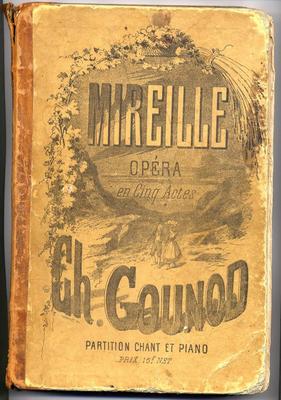 MIREILLE
OPÉRA
en Cinq Actes
Ch. GOUNOD
PARTITION CHANT ET PIANO
PRIX 15f. NET